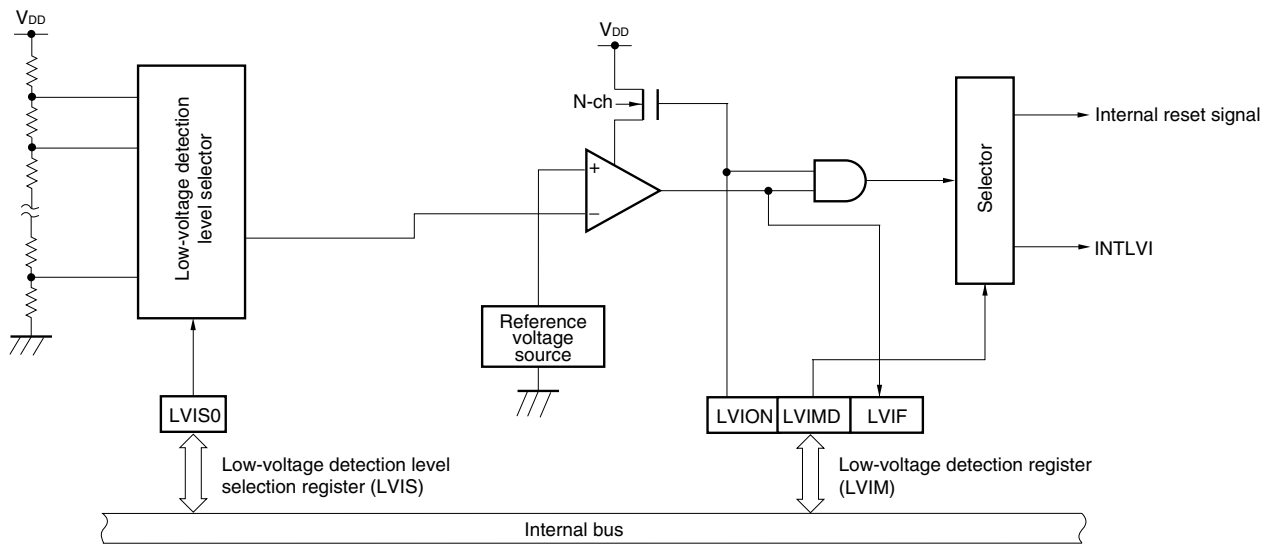 VDD
Low-voltage detection
level selector
VDD
N-ch
+
−
Reference
voltage
source
Selector
Internal reset signal
INTLVI
LVIS0
LVION
LVIMD
LVIF
Low-voltage detection level
selection register (LVIS)
Low-voltage detection register
(LVIM)
Internal bus